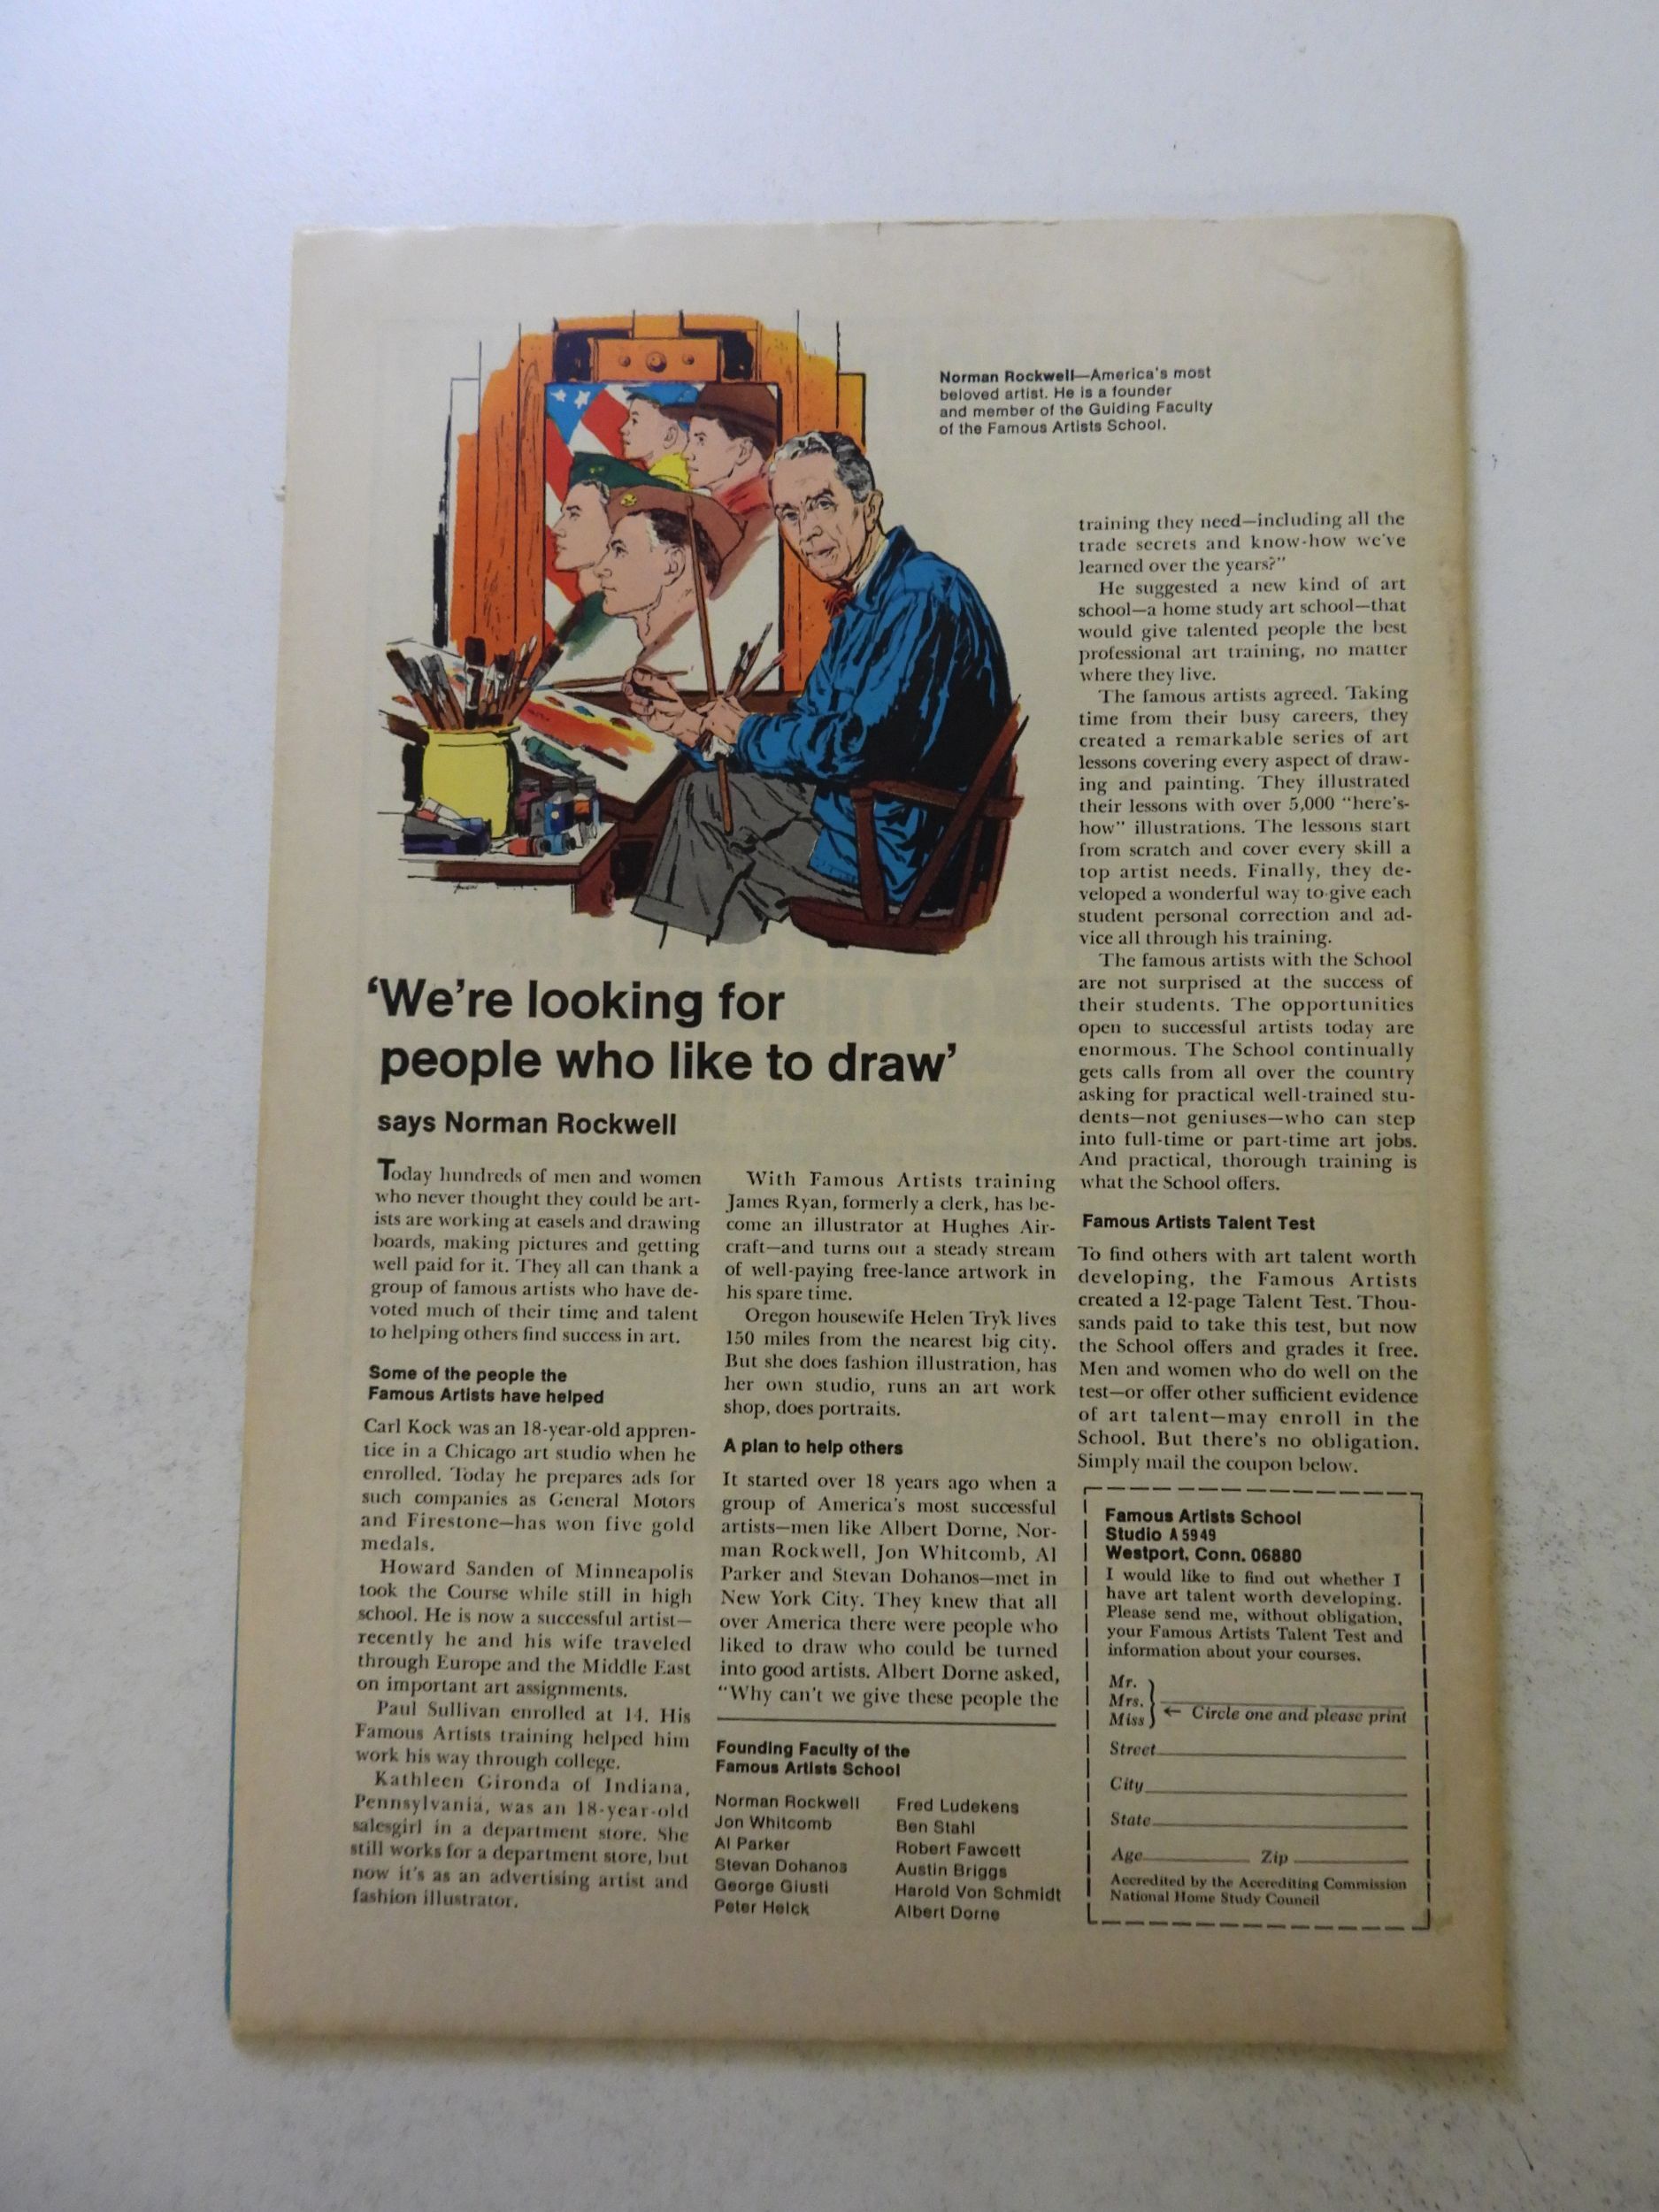 Norman Rockwell—America's most
beloved artist. He is a founder
and member of the Guiding Faculty
of the Famous Artists School.
'We're looking for
people who like to draw'
says Norman Rockwell
Today hundreds of men and women
who never thought they could be art-
ists are working at easels and drawing
boards, making pictures and getting
well paid for it. They all can thank a
group of famous artists who have de-
voted much of their time and talent
to helping others find success in art.
Some of the people the
Famous Artists have helped
Carl Kock was an 18-year-old appren-
tice in a Chicago art studio when he
enrolled. Today he prepares ads for
such companies as General Motors
and Firestone—has won five gold
medals.
Howard Sanden of Minneapolis
took the Course while still in high
school. He is now a successful artist—
recently he and his wife traveled
through Europe and the Middle East
on important art assignments.
Paul Sullivan enrolled at 14. His
Famous Artists training helped him
work his way through college.
Kathleen Gironda of Indiana,
Pennsylvania, was an 18-year-old
salesgirl in a department store. She
still works for a department store, but
now it's as an advertising artist and
fashion illustrator.
With Famous Artists training
James Ryan, formerly a clerk, has be-
come an illustrator at Hughes Air-
craft—and turns out a steady stream
of well-paying free-lance artwork in
his spare time.
Oregon housewife Helen Tryk lives
150 miles from the nearest big city.
But she does fashion illustration, has
her own studio, runs an art work
shop, does portraits.
A plan to help others
It started over 18 years ago when a
group of America's most successful
artists—men like Albert Dorne, Nor-
man Rockwell, Jon Whitcomb, Al
Parker and Stevan Dohanos—met in
New York City. They knew that all
over America there were people who
liked to draw who could be turned
into good artists. Albert Dorne asked,
"Why can't we give these people the
Founding Faculty of the
Famous Artists School
Norman Rockwell
Jon Whitcomb
Al Parker
Stevan Dohanos
George Giusti
Peter Helck
Fred Ludekens
Ben Stahl
Robert Fawcett
Austin Briggs
Harold Von Schmidt
Albert Dorne
training they need—including all the
trade secrets and know-how we've
learned over the years?"
He suggested a new kind of art
school—a home study art school—that
would give talented people the best
professional art training, no matter
where they live.
The famous artists agreed. Taking
time from their busy careers, they
created a remarkable series of art
lessons covering every aspect of draw-
ing and painting. They illustrated
their lessons with over 5,000 "here's-
how" illustrations. The lessons start
from scratch and cover every skill a
top artist needs. Finally, they de-
veloped a wonderful way to give each
student personal correction and ad-
vice all through his training.
The famous artists with the School
are not surprised at the success of
their students. The opportunities
open to successful artists today are
enormous. The School continually
gets calls from all over the country
asking for practical well-trained stu-
dents—not geniuses—who can step
into full-time or part-time art jobs.
And practical, thorough training is
what the School offers.
Famous Artists Talent Test
To find others with art talent worth
developing, the Famous Artists
created a 12-page Talent Test. Thou-
sands paid to take this test, but now
the School offers and grades it free.
Men and women who do well on the
test—or offer other sufficient evidence
of art talent—may enroll in the
School. But there's no obligation.
Simply mail the coupon below.
Famous Artists School
Studio A5949
Westport, Conn. 06880
I would like to find out whether I
have art talent worth developing.
Please send me, without obligation,
your Famous Artists Talent Test and
information about your courses.
Mr.
Mrs.
Miss ← Circle one and please print
Street
City
State
Age Zip
Accredited by the Accrediting Commission
National Home Study Council